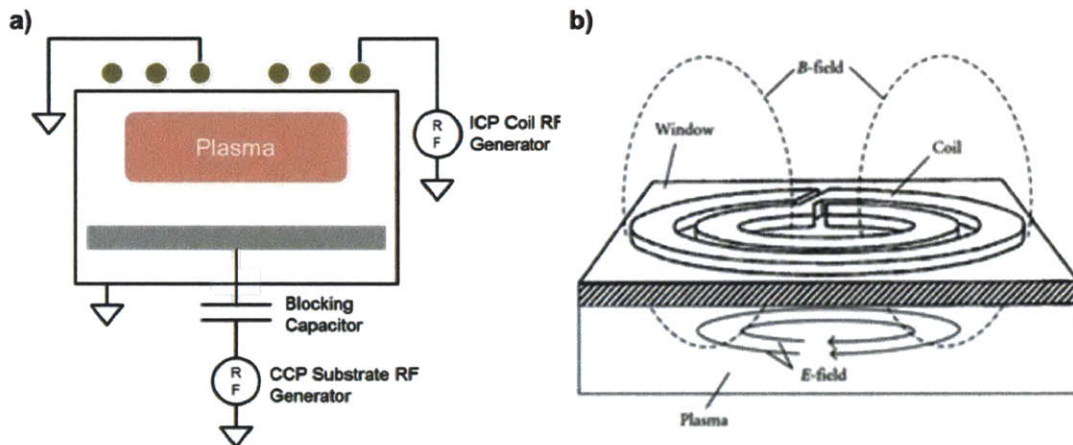 a)
Plasma
R
F
ICP Coil RF
Generator
Blocking
Capacitor
R
F
CCP Substrate RF
Generator
b)
B-field
Window
Coil
E-field
Plasma